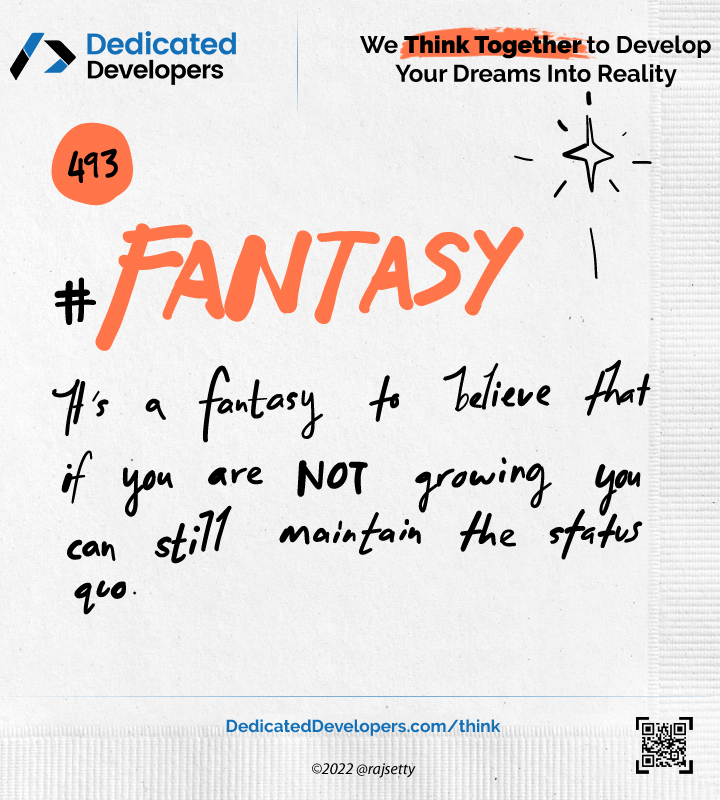 Dedicated
Developers
We Think Together to Develop
Your Dreams Into Reality
493
#FANTASY
It's a fantasy to believe that
if you are NOT growing you
can still maintain the status
quo.
DedicatedDevelopers.com/think
©2022 @rajsetty